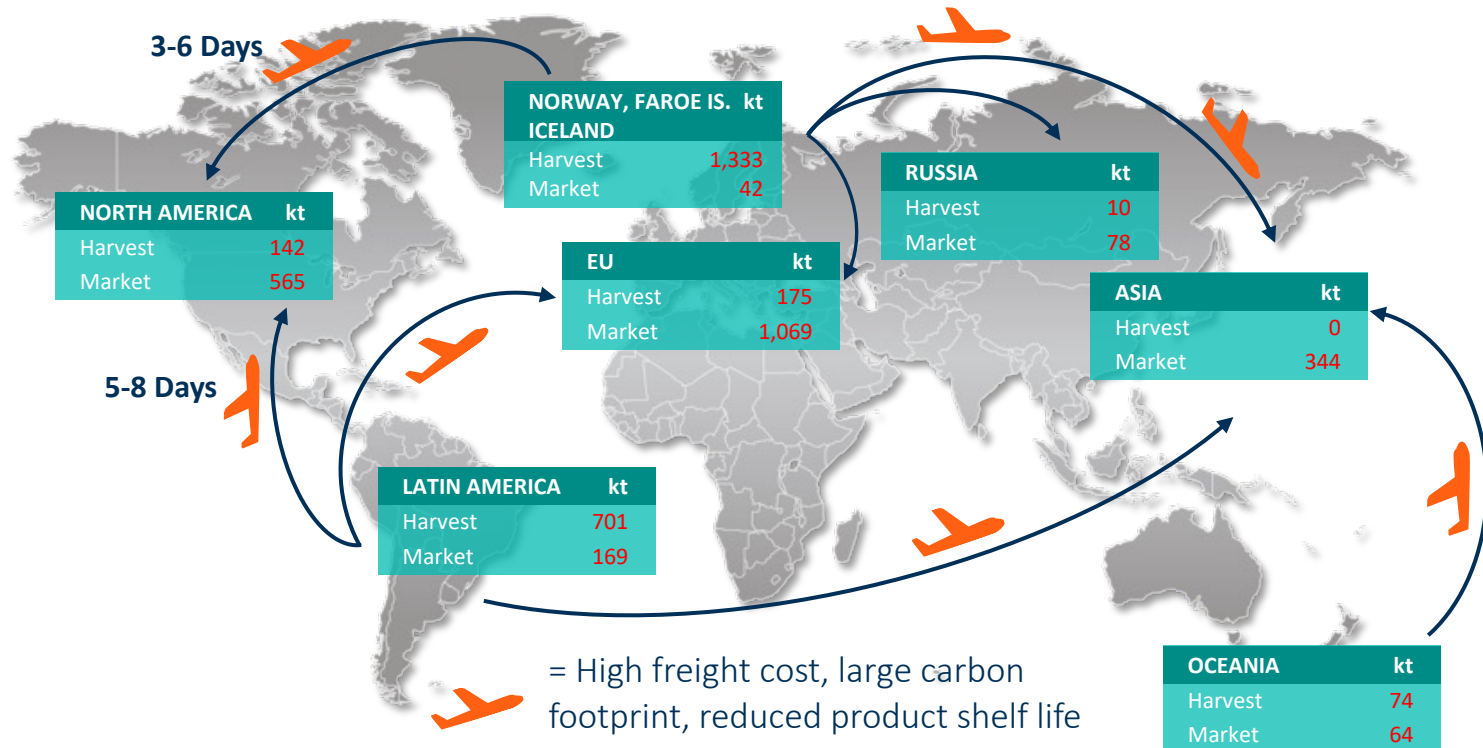 3-6 Days
NORWAY, FAROE IS. kt
ICELAND
Harvest 1,333
Market 42
RUSSIA kt
Harvest 10
Market 78
NORTH AMERICA kt
Harvest 142
Market 565
EU kt
Harvest 175
Market 1,069
ASIA kt
Harvest 0
Market 344
5-8 Days
LATIN AMERICA kt
Harvest 701
Market 169
= High freight cost, large carbon
footprint, reduced product shelf life
OCEANIA kt
Harvest 74
Market 64